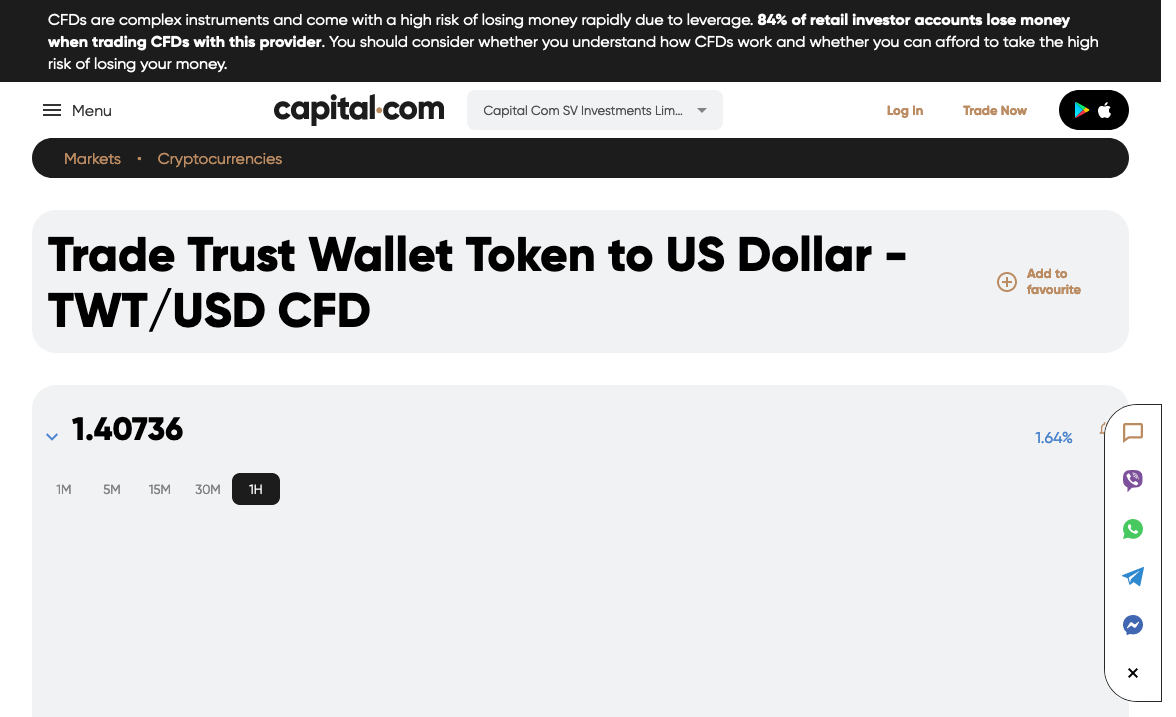 CFDs are complex instruments and come with a high risk of losing money rapidly due to leverage. 84% of retail investor accounts lose money
when trading CFDs with this provider. You should consider whether you understand how CFDs work and whether you can afford to take the high
risk of losing your money.
Menu
capital.com
Capital Com SV Investments Lim...
Log In
Trade Now
Markets • Cryptocurrencies
Trade Trust Wallet Token to US Dollar -
TWT/USD CFD
Add to
favourite
1.40736
1.64%
1M 5M 15M 30M 1H